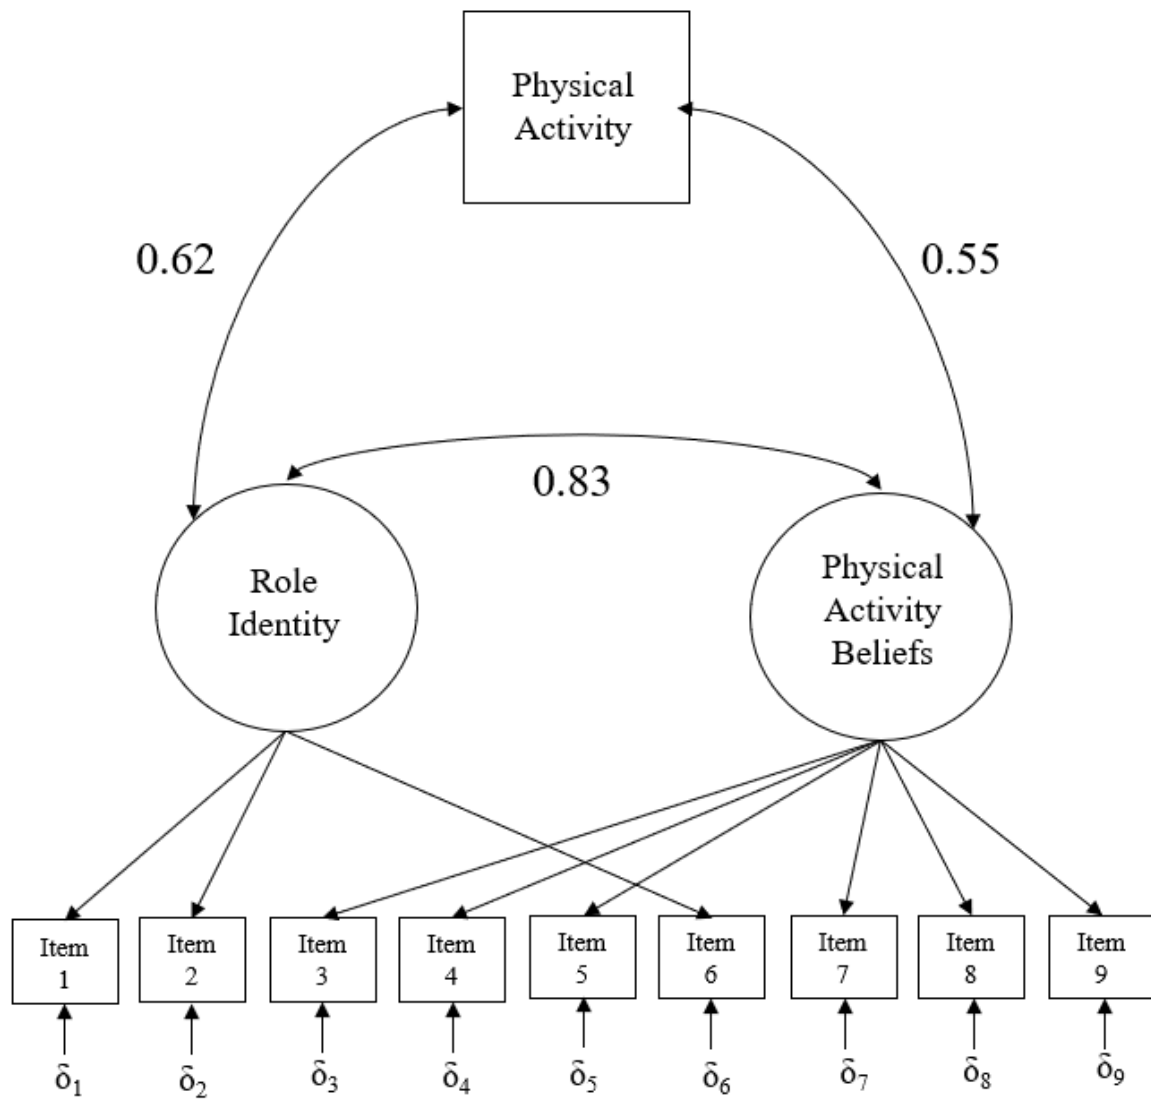 Physical
Activity
0.62
0.55
0.83
Role
Identity
Physical
Activity
Beliefs
Item
1
Item
2
Item
3
Item
4
Item
5
Item
6
Item
7
Item
8
Item
9
δ1
δ2
δ3
δ4
δ5
δ6
δ7
δ8
δ9